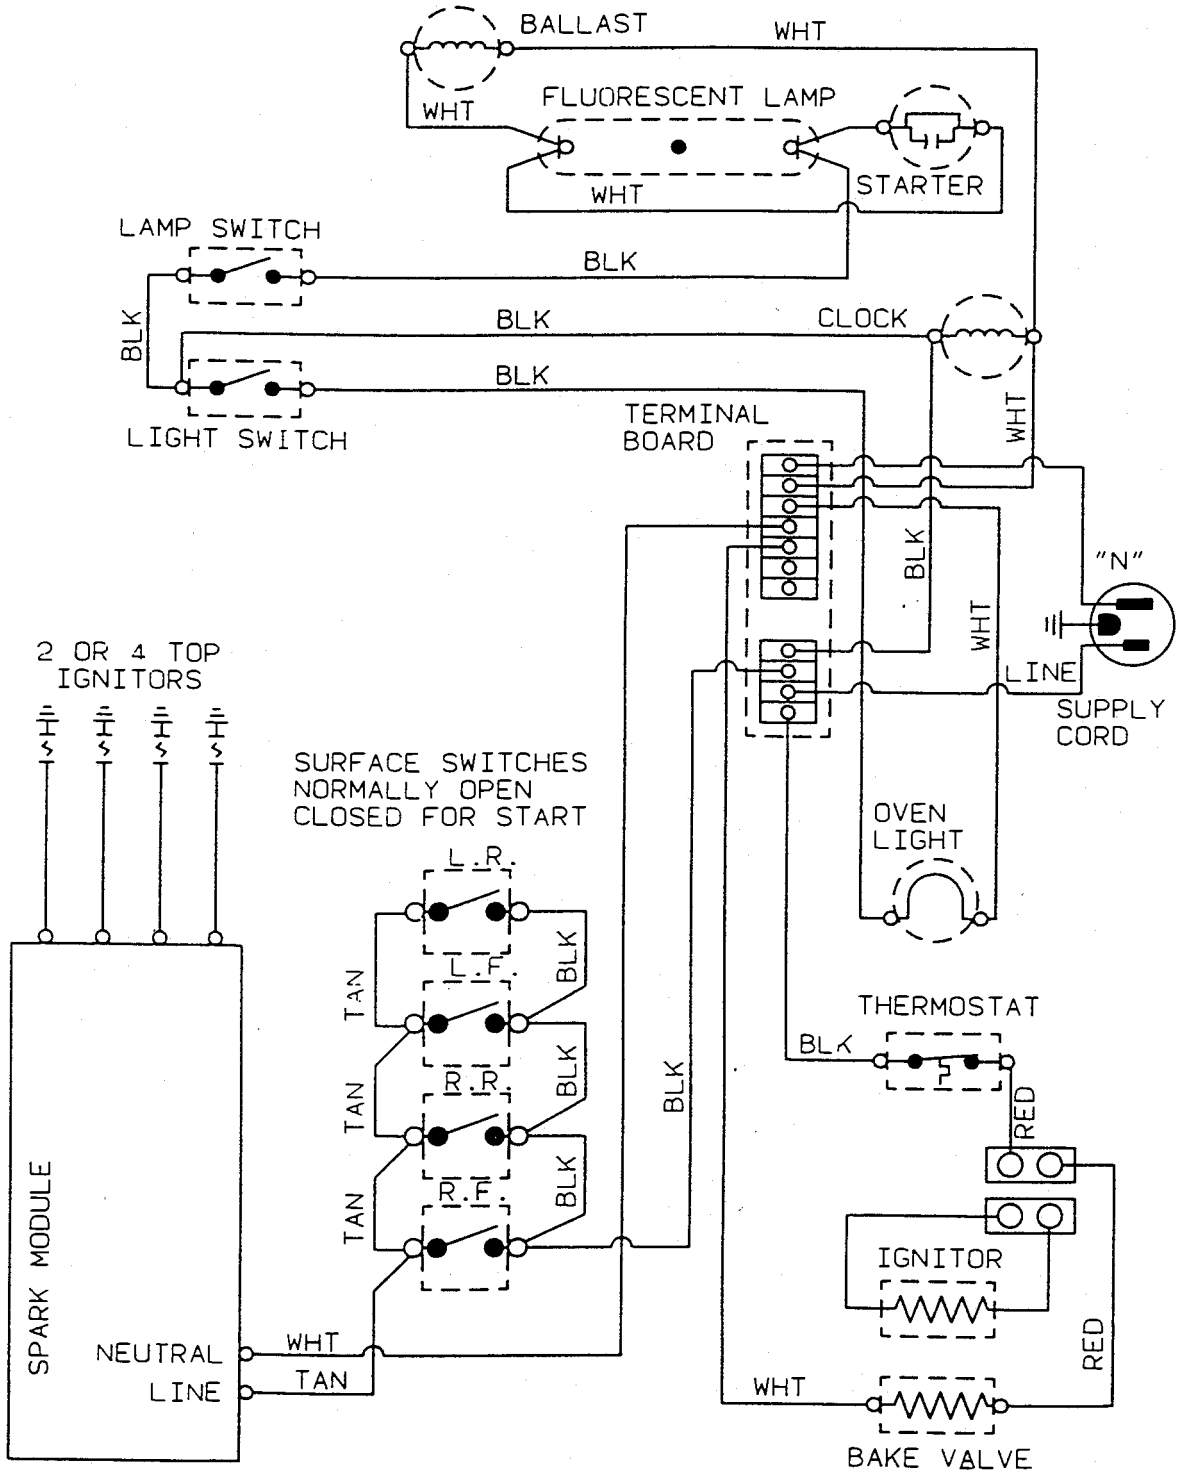 BALLAST
WHT
WHT
FLUORESCENT LAMP
STARTER
WHT
LAMP SWITCH
BLK
BLK
BLK
CLOCK
BLK
LIGHT SWITCH
TERMINAL
BOARD
WHT
BLK
"N"
WHT
LINE
SUPPLY
CORD
2 OR 4 TOP
IGNITORS
SURFACE SWITCHES
NORMALLY OPEN
CLOSED FOR START
OVEN
LIGHT
L.R.
TAN
BLK
L.F.
THERMOSTAT
BLK
TAN
BLK
R.R.
BLK
RED
TAN
BLK
R.F.
SPARK MODULE
IGNITOR
NEUTRAL
WHT
RED
LINE
TAN
WHT
BAKE VALVE